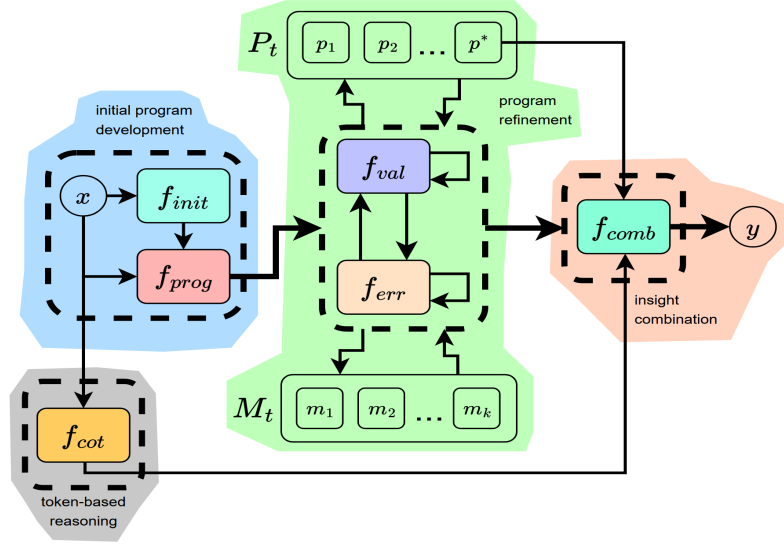 P_t
p_1 p_2 ... p*
initial program
development
program
refinement
x
f_init
f_val
f_comb
y
f_prog
f_err
insight
combination
M_t
m_1 m_2 ... m_k
f_cot
token-based
reasoning